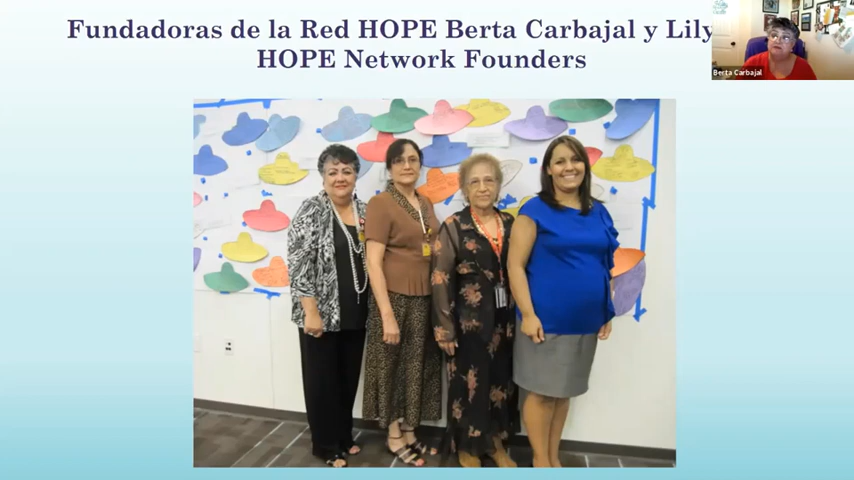 Fundadoras de la Red HOPE Berta Carbajal y Lily
HOPE Network Founders
Berta Carbajal